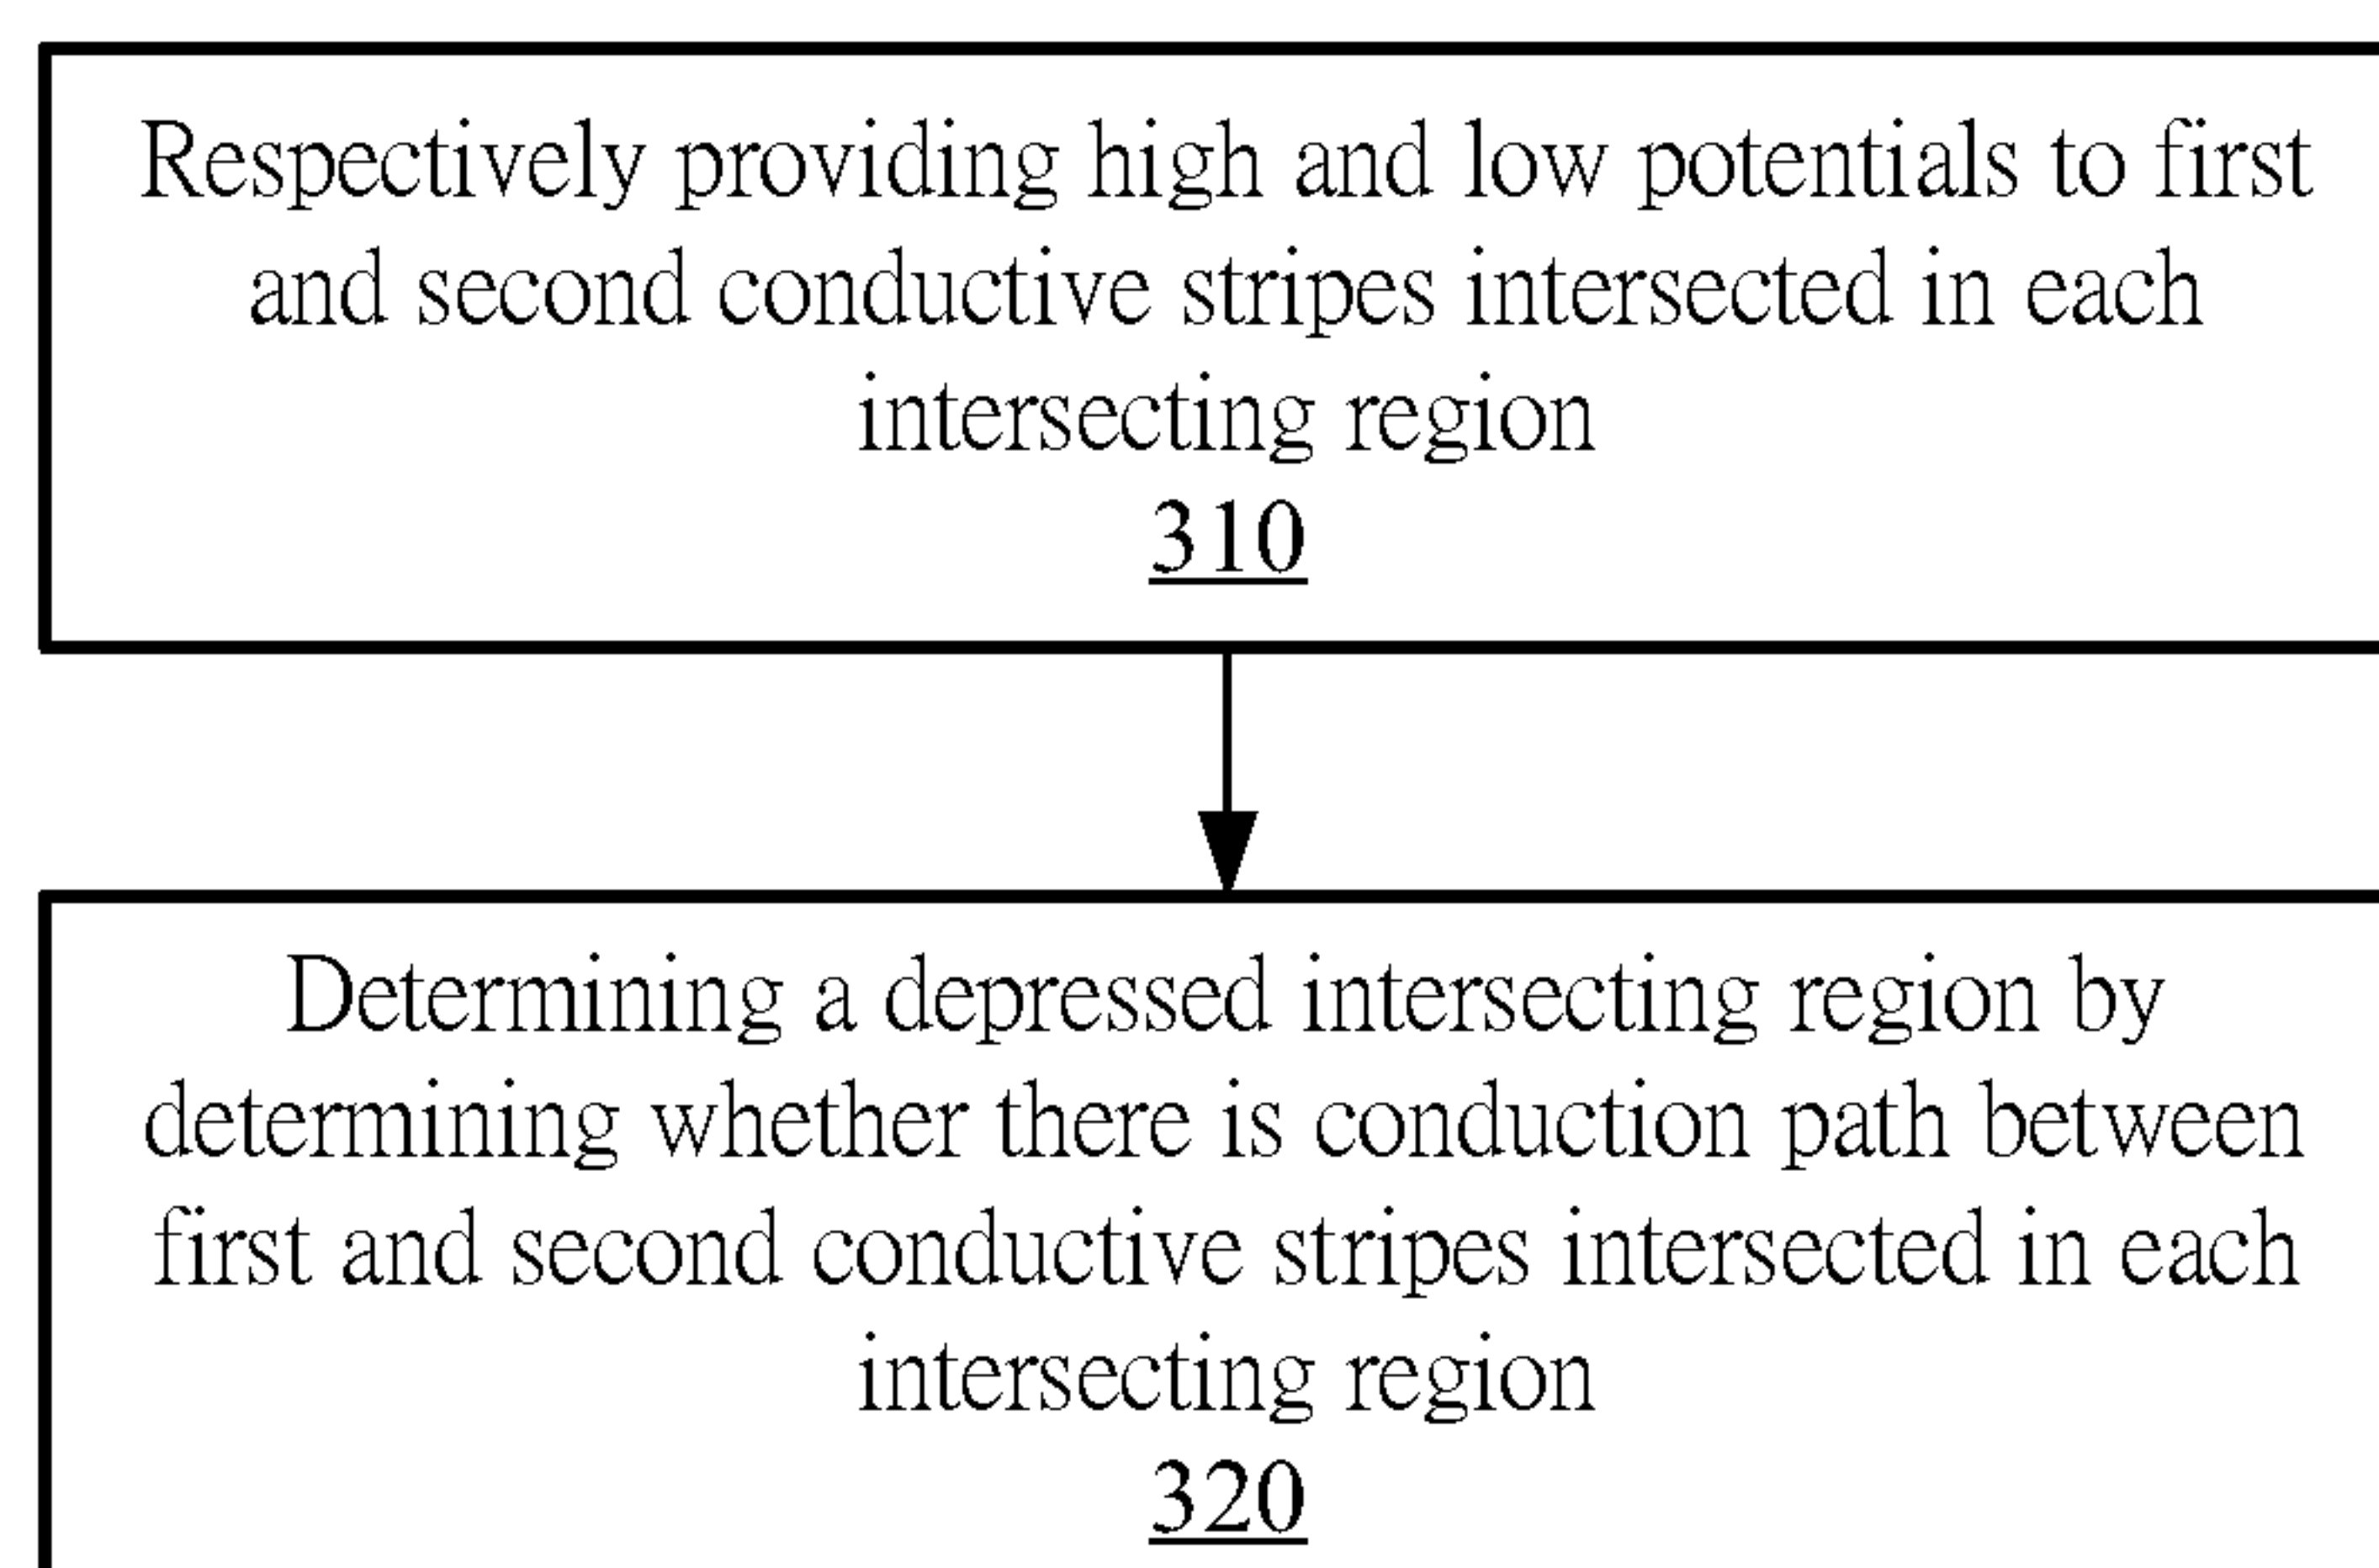 Respectively providing high and low potentials to first
and second conductive stripes intersected in each
intersecting region
310
Determining a depressed intersecting region by
determining whether there is conduction path between
first and second conductive stripes intersected in each
intersecting region
320